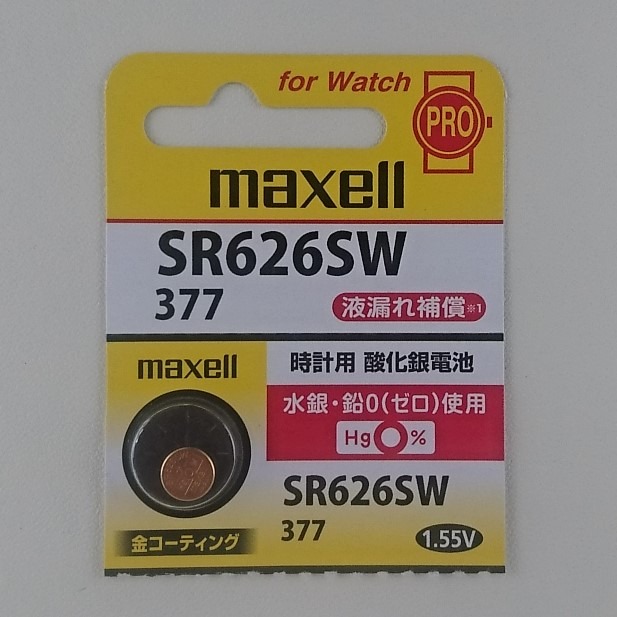 for Watch
PRO
maxell
SR626SW
377
液漏れ補償※1
maxell
時計用 酸化銀電池
水銀・鉛0(ゼロ)使用
Hg0%
SR626SW
377
1.55V
金コーティング